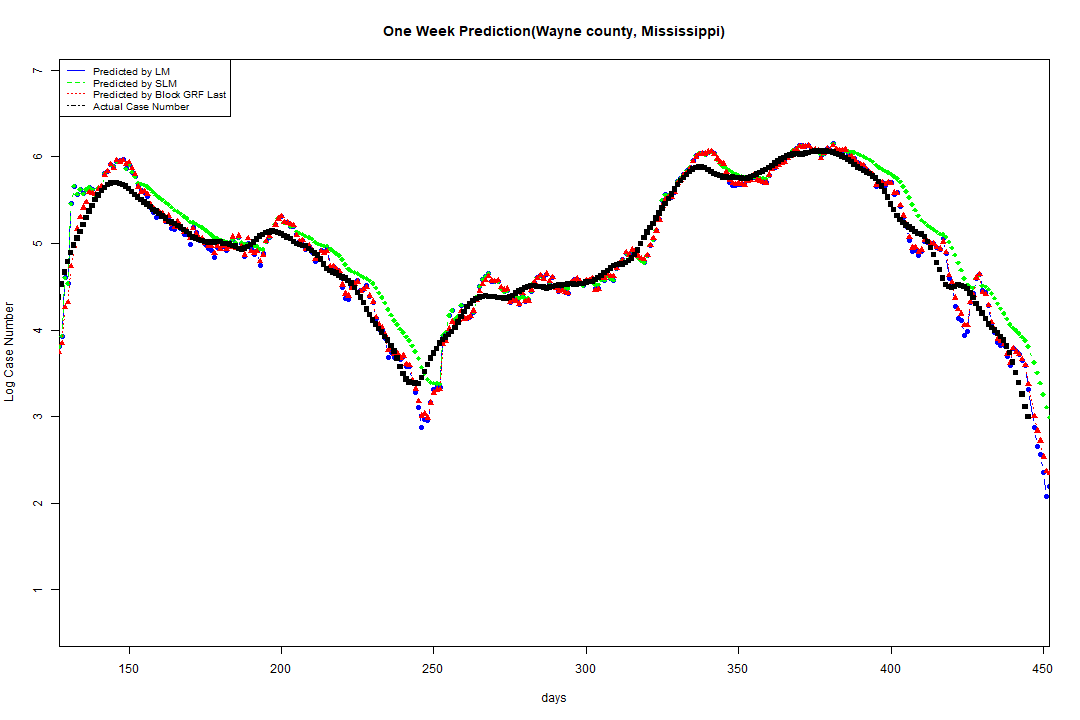 One Week Prediction(Wayne county, Mississippi)
Predicted by LM
Predicted by SLM
Predicted by Block GRF Last
Actual Case Number
7
6
5
4
3
2
1
Log Case Number
150 200 250 300 350 400 450
days